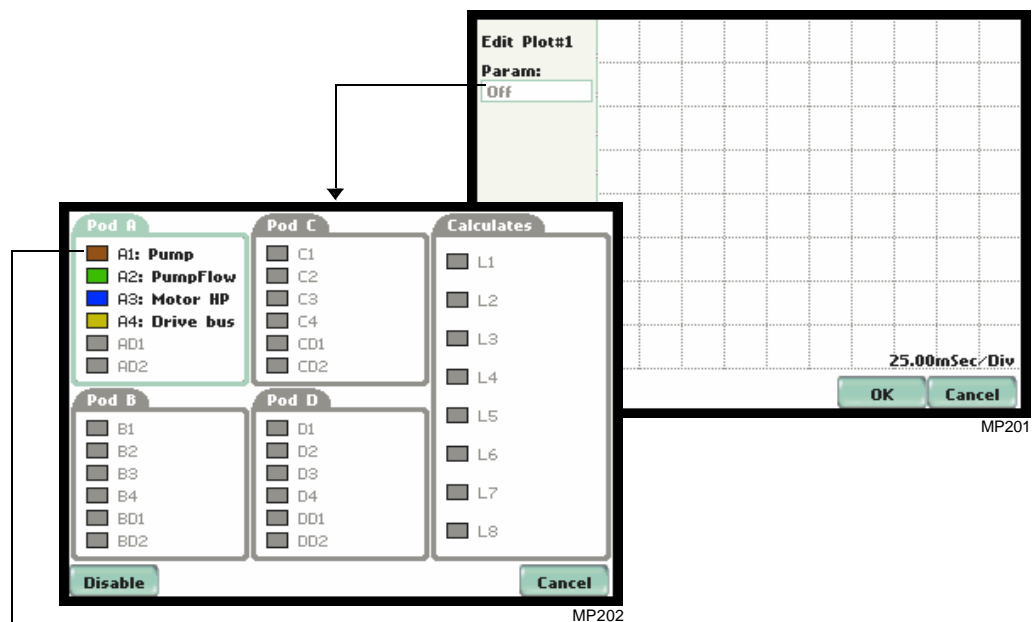 Edit Plot#1
Param:
Off
25.00mSec/Div
OK
Cancel
MP201
Pod A
A1: Pump
A2: PumpFlow
A3: Motor HP
A4: Drive bus
AD1
AD2
Pod B
B1
B2
B3
B4
BD1
BD2
Pod C
C1
C2
C3
C4
CD1
CD2
Pod D
D1
D2
D3
D4
DD1
DD2
Calculates
L1
L2
L3
L4
L5
L6
L7
L8
Disable
Cancel
MP202